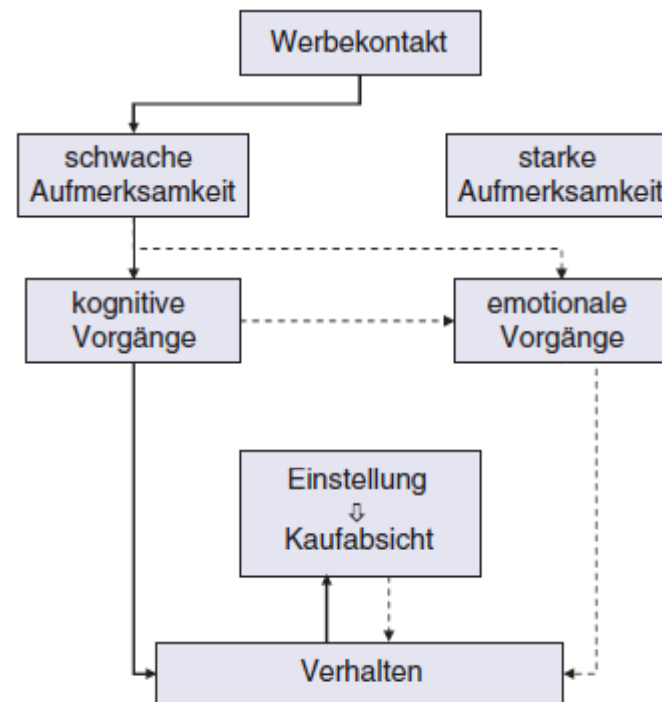 Werbekontakt
schwache
Aufmerksamkeit
starke
Aufmerksamkeit
kognitive
Vorgänge
emotionale
Vorgänge
Einstellung
⇩
Kaufabsicht
Verhalten